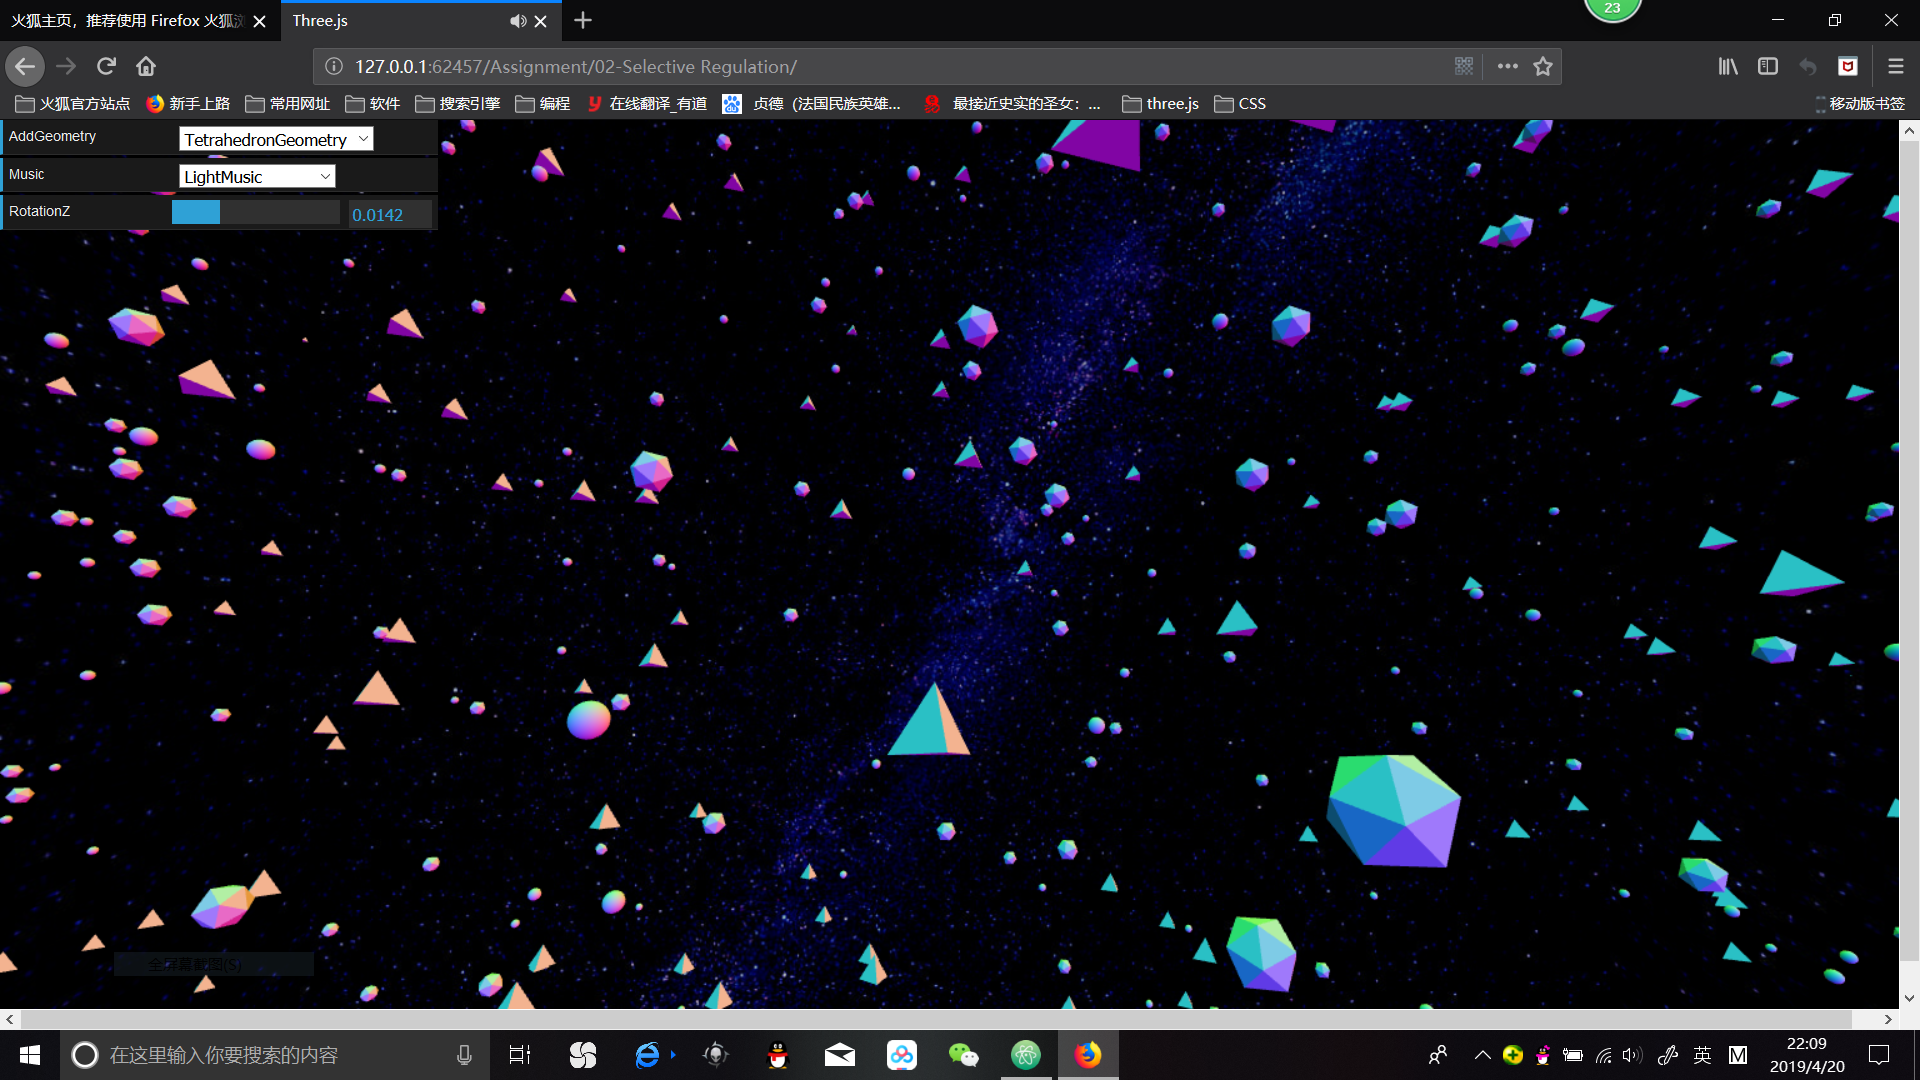 23
火狐主页，推荐使用 Firefox 火狐浏
Three.js
127.0.0.1:62457/Assignment/02-Selective Regulation/
火狐官方站点 新手上路 常用网址 软件 搜索引擎 编程 在线翻译_有道 贞德（法国民族英雄... 最接近史实的圣女：... three.js CSS 移动版书签
AddGeometry TetrahedronGeometry
Music LightMusic
RotationZ 0.0142
全屏幕截图(S)
在这里输入你要搜索的内容
英 M
22:09
2019/4/20